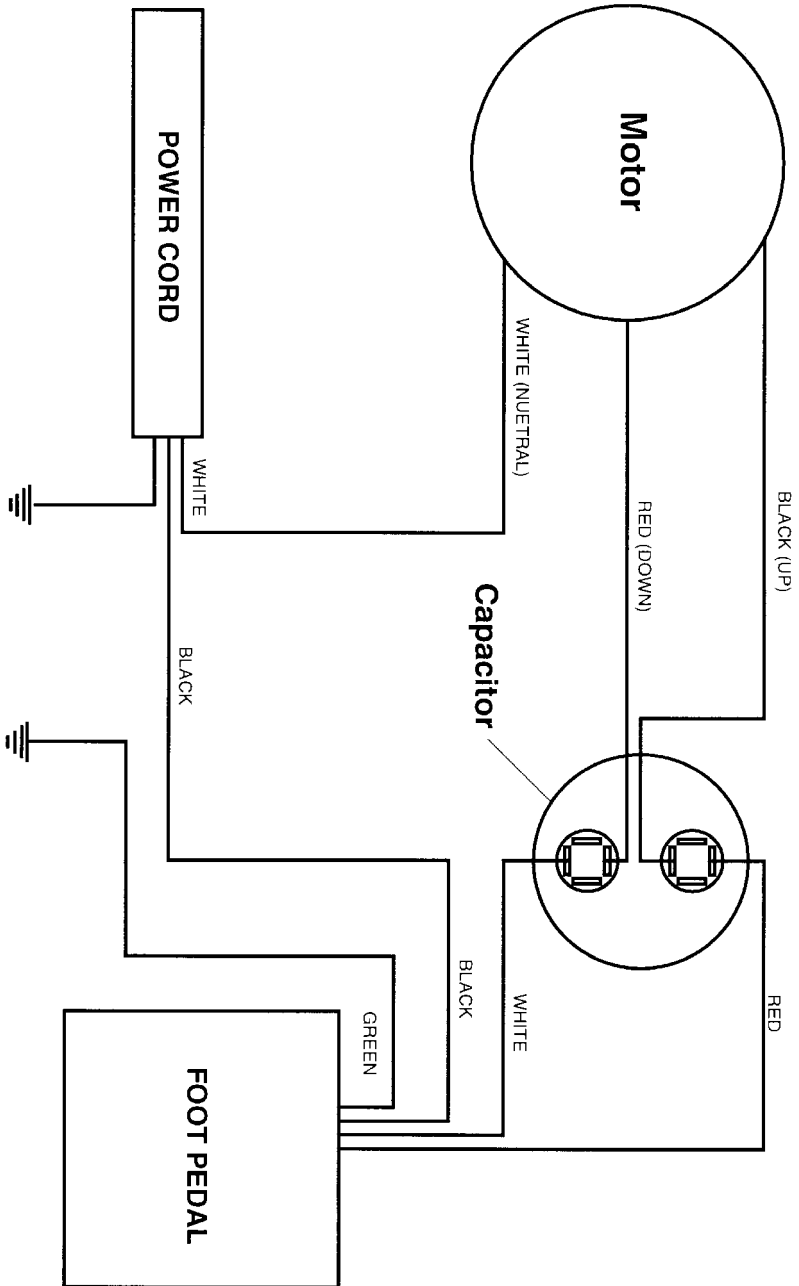 Motor
BLACK (UP)
RED (DOWN)
WHITE (NUETRAL)
POWER CORD
WHITE
BLACK
Capacitor
RED
WHITE
BLACK
GREEN
FOOT PEDAL